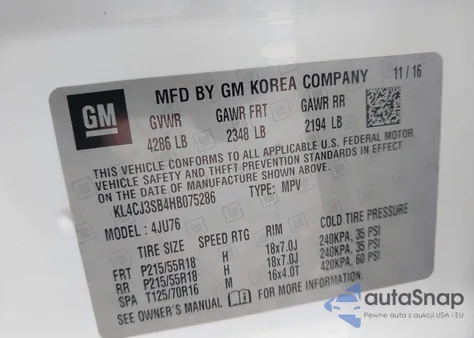 GM
MFD BY GM KOREA COMPANY 11/16
GVWR GAWR FRT GAWR RR
4286 LB 2348 LB 2194 LB
THIS VEHICLE CONFORMS TO ALL APPLICABLE U.S. FEDERAL MOTOR
VEHICLE SAFETY AND THEFT PREVENTION STANDARDS IN EFFECT
ON THE DATE OF MANUFACTURE SHOWN ABOVE.
KL4CJ3SB4HB075286 TYPE: MPV
MODEL: 4JU76
TIRE SIZE SPEED RTG RIM COLD TIRE PRESSURE
FRT P215/55R18 H 18x7.0J 240KPA, 35 PSI
RR P215/55R18 H 18x7.0J 240KPA, 35 PSI
SPA T125/70R16 M 16x4.0T 420KPA, 60 PSI
SEE OWNER'S MANUAL FOR MORE INFORMATION
autoSnap
Pewne auta z aukcji USA i EU